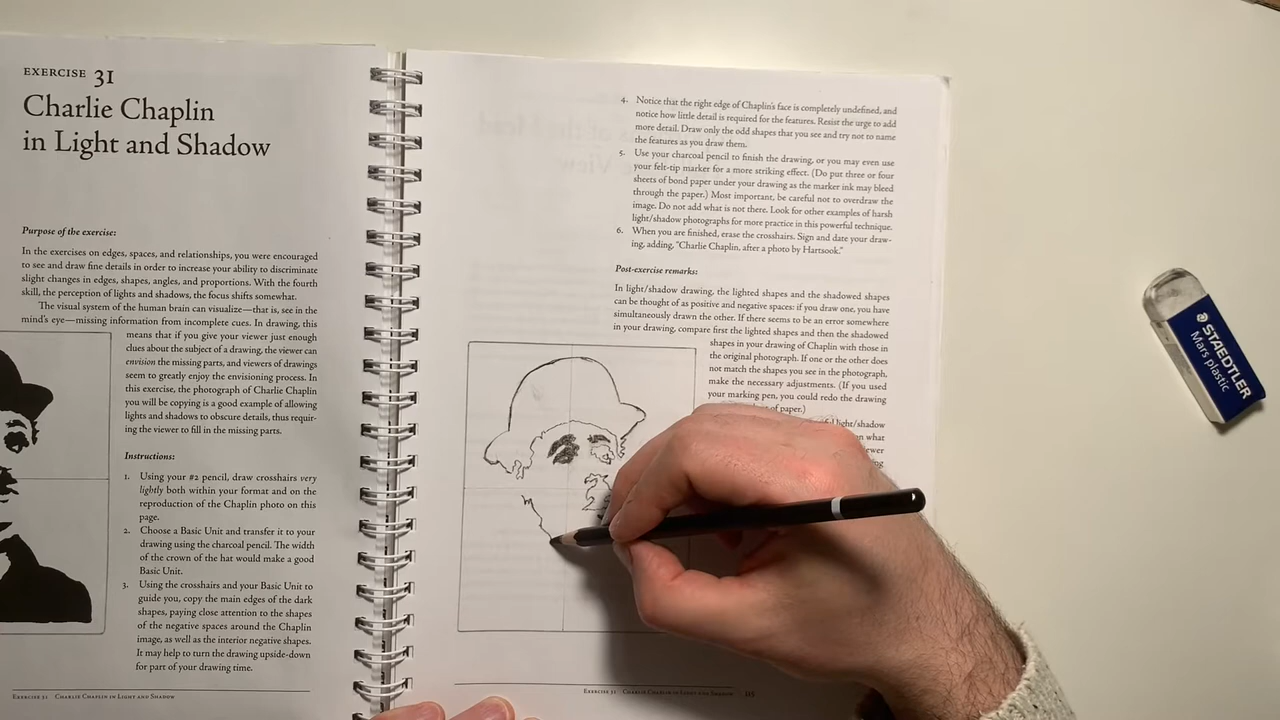 EXERCISE 31
Charlie Chaplin
in Light and Shadow
Purpose of the exercise:
In the exercises on edges, spaces, and relationships, you were encouraged
to see and draw fine details in order to increase your ability to discriminate
slight changes in edges, shapes, angles, and proportions. With the fourth
skill, the perception of lights and shadows, the focus shifts somewhat.
The visual system of the human brain can visualize—that is, see in the
mind's eye—missing information from incomplete cues. In drawing, this
means that if you give your viewer just enough
clues about the subject of a drawing, the viewer can
envision the missing parts, and viewers of drawings
seem to greatly enjoy the envisioning process. In
this exercise, the photograph of Charlie Chaplin
you will be copying is a good example of allowing
lights and shadows to obscure details, thus requir-
ing the viewer to fill in the missing parts.
Instructions:
1. Using your #2 pencil, draw crosshairs very
lightly both within your format and on the
reproduction of the Chaplin photo on this
page.
2. Choose a Basic Unit and transfer it to your
drawing using the charcoal pencil. The width
of the crown of the hat would make a good
Basic Unit.
3. Using the crosshairs and your Basic Unit to
guide you, copy the main edges of the dark
shapes, paying close attention to the shapes
of the negative spaces around the Chaplin
image, as well as the interior negative shapes.
It may help to turn the drawing upside-down
for part of your drawing time.
EXERCISE 31 CHARLIE CHAPLIN IN LIGHT AND SHADOW
4. Notice that the right edge of Chaplin's face is completely undefined, and
notice how little detail is required for the features. Resist the urge to add
more detail. Draw only the odd shapes that you see and try not to name
the features as you draw them.
5. Use your charcoal pencil to finish the drawing, or you may even use
your felt-tip marker for a more striking effect. (Do put three or four
sheets of bond paper under your drawing as the marker ink may bleed
through the paper.) Most important, be careful not to overdraw the
image. Do not add what is not there. Look for other examples of harsh
light/shadow photographs for more practice in this powerful technique.
6. When you are finished, erase the crosshairs. Sign and date your draw-
ing, adding, "Charlie Chaplin, after a photo by Hartsook."
Post-exercise remarks:
In light/shadow drawing, the lighted shapes and the shadowed shapes
can be thought of as positive and negative spaces: if you draw one, you have
simultaneously drawn the other. If there seems to be an error somewhere
in your drawing, compare first the lighted shapes and then the shadowed
shapes in your drawing of Chaplin with those in
the original photograph. If one or the other does
not match the shapes you see in the photograph,
make the necessary adjustments. (If you used
your marking pen, you could redo the drawing
of paper.)
light/shadow
what
EXERCISE 31 CHARLIE CHAPLIN IN LIGHT AND SHADOW
STAEDTLER
Mars plastic